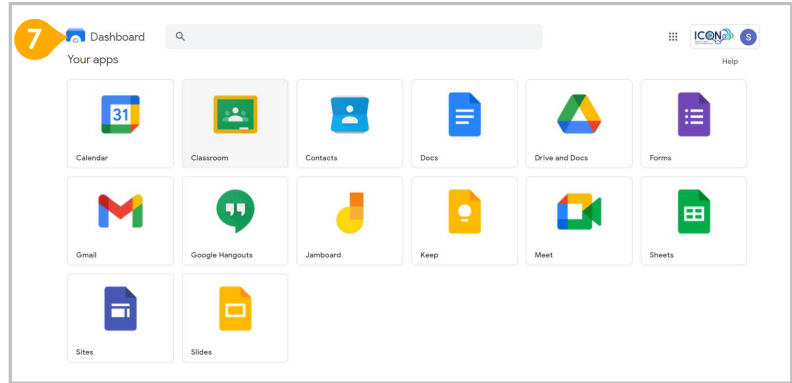 7
Dashboard
ICON
S
Your apps
Help
31
Calendar
Classroom
Contacts
Docs
Drive and Docs
Forms
Gmail
Google Hangouts
Jamboard
Keep
Meet
Sheets
Sites
Slides